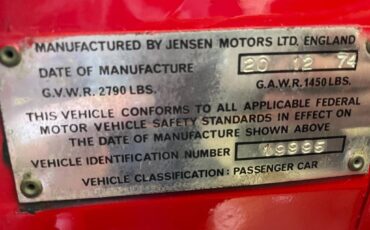 MANUFACTURED BY JENSEN MOTORS LTD. ENGLAND
DATE OF MANUFACTURE 20 12 74
G.V.W.R. 2790 LBS. G.A.W.R. 1450 LBS.
THIS VEHICLE CONFORMS TO ALL APPLICABLE FEDERAL
MOTOR VEHICLE SAFETY STANDARDS IN EFFECT ON
THE DATE OF MANUFACTURE SHOWN ABOVE
VEHICLE IDENTIFICATION NUMBER 19995
VEHICLE CLASSIFICATION: PASSENGER CAR